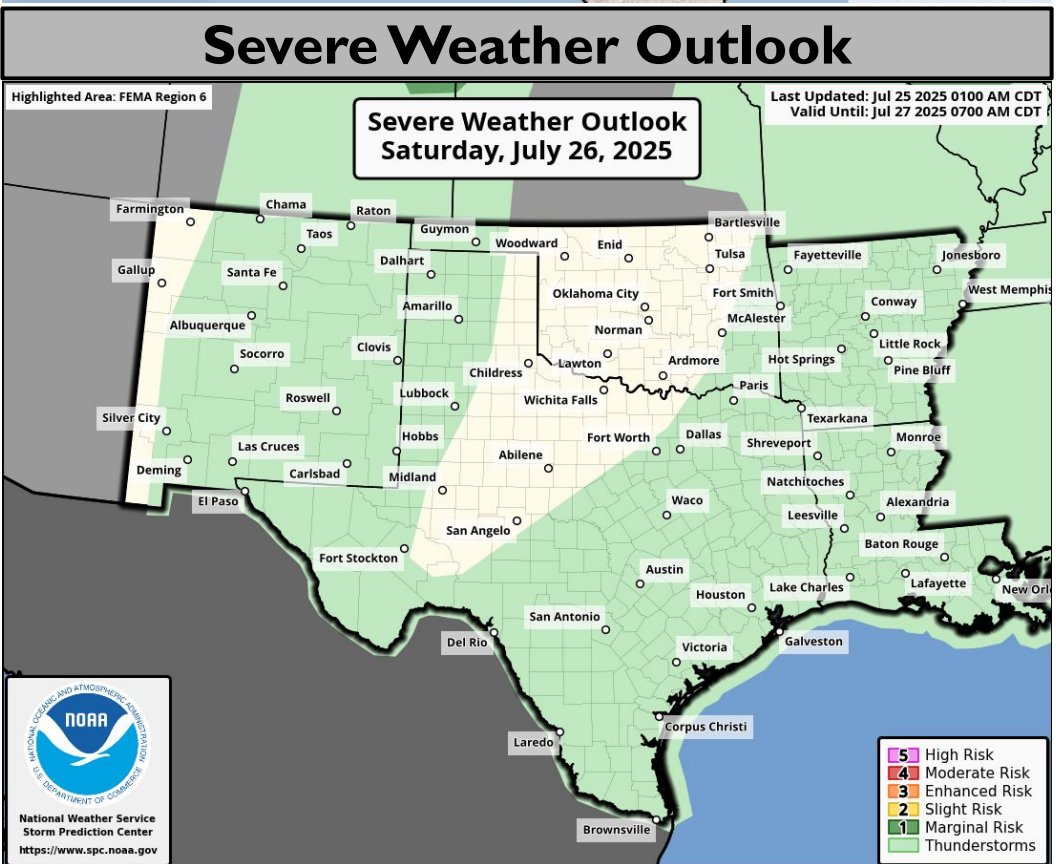 Severe Weather Outlook
Highlighted Area: FEMA Region 6
Severe Weather Outlook
Saturday, July 26, 2025
Last Updated: Jul 25 2025 0100 AM CDT
Valid Until: Jul 27 2025 0700 AM CDT
Farmington
Chama
Raton
Taos
Guymon
Woodward
Enid
Bartlesville
Gallup
Santa Fe
Dalhart
Tulsa
Fayetteville
Jonesboro
Albuquerque
Amarillo
Oklahoma City
Fort Smith
Conway
West Memphis
Norman
McAlester
Socorro
Clovis
Childress
Lawton
Ardmore
Hot Springs
Little Rock
Pine Bluff
Roswell
Lubbock
Wichita Falls
Paris
Texarkana
Silver City
Las Cruces
Hobbs
Abilene
Fort Worth
Dallas
Shreveport
Monroe
Deming
Carlsbad
Midland
Natchitoches
El Paso
San Angelo
Waco
Leesville
Alexandria
Fort Stockton
Baton Rouge
Austin
Houston
Lake Charles
Lafayette
New Orl
San Antonio
Del Rio
Victoria
Galveston
Laredo
Corpus Christi
Brownsville
NATIONAL OCEANIC AND ATMOSPHERIC ADMINISTRATION
NOAA
U.S. DEPARTMENT OF COMMERCE
National Weather Service
Storm Prediction Center
https://www.spc.noaa.gov
5 High Risk
4 Moderate Risk
3 Enhanced Risk
2 Slight Risk
1 Marginal Risk
Thunderstorms